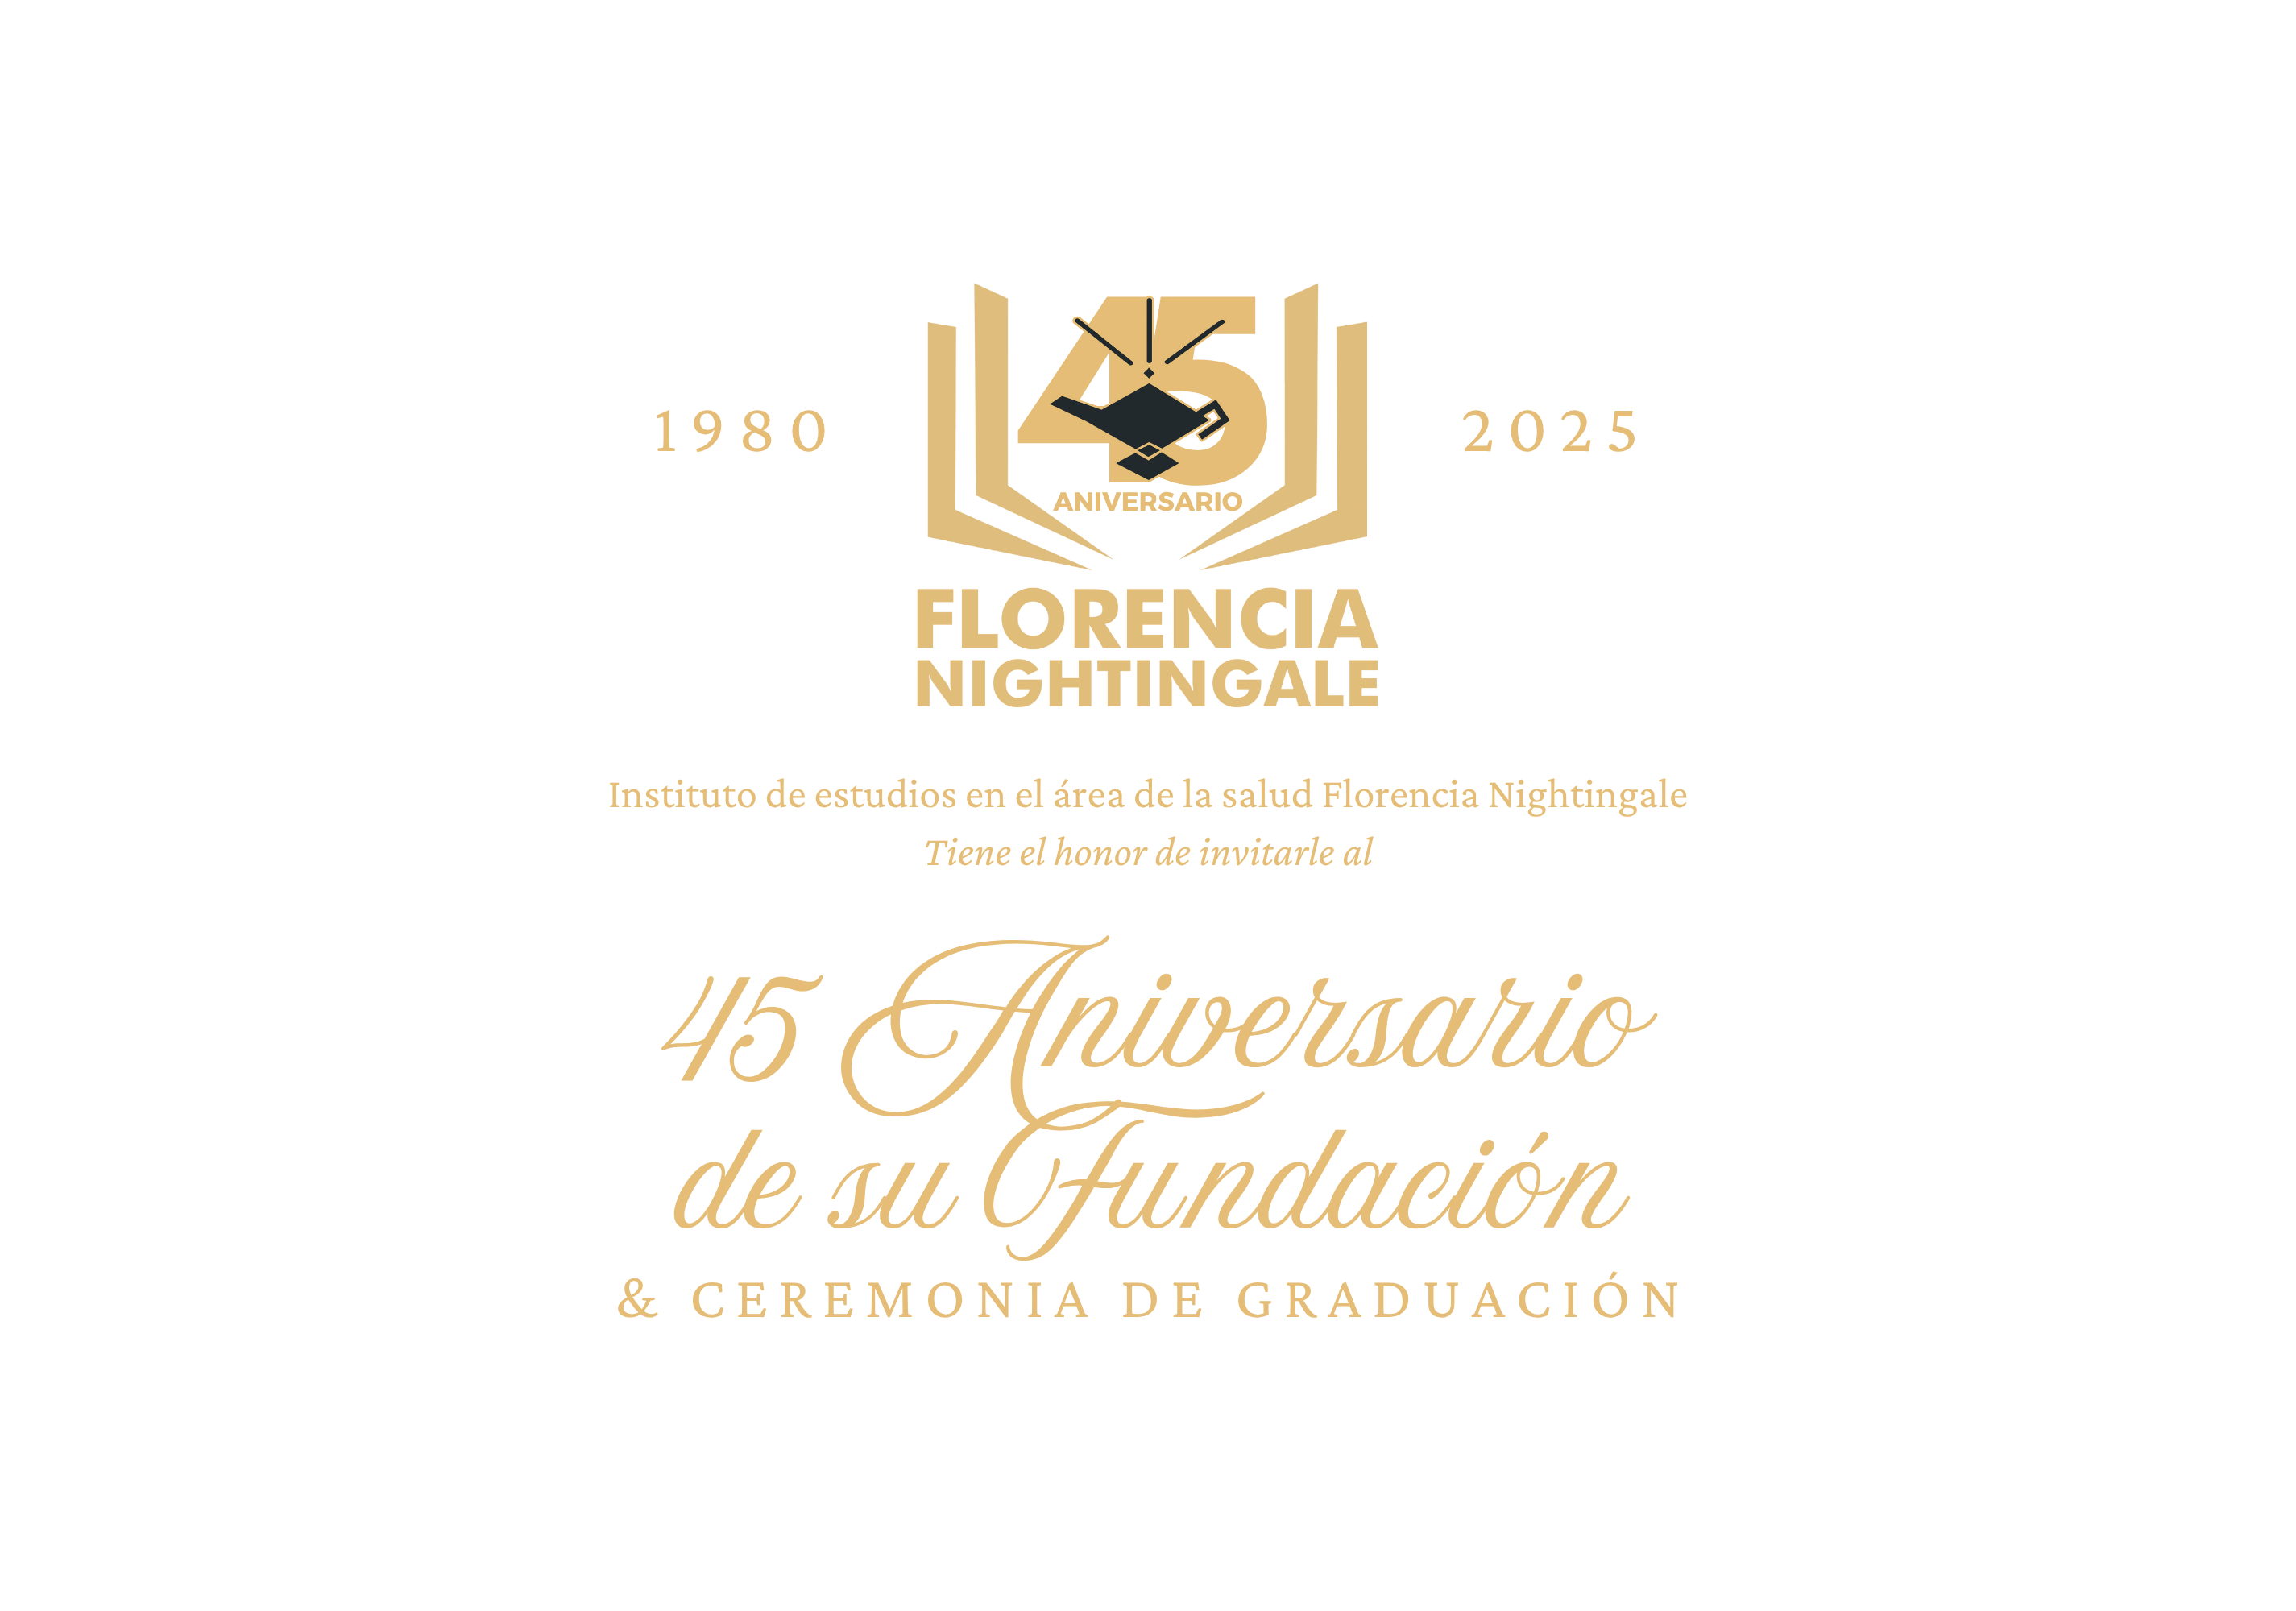 1980
45
2025
ANIVERSARIO
FLORENCIA
NIGHTINGALE
Instituto de estudios en el área de la salud Florencia Nightingale
Tiene el honor de invitarle al
45 Aniversario
de su Fundación
& CEREMONIA DE GRADUACIÓN